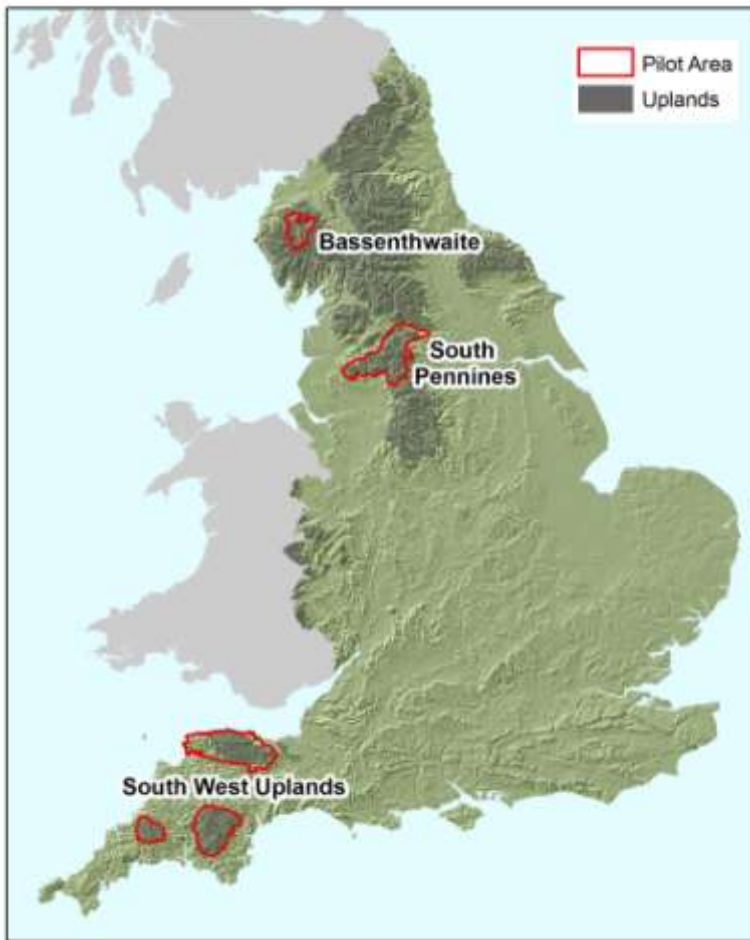 Pilot Area
Uplands
Bassenthwaite
South
Pennines
South West Uplands